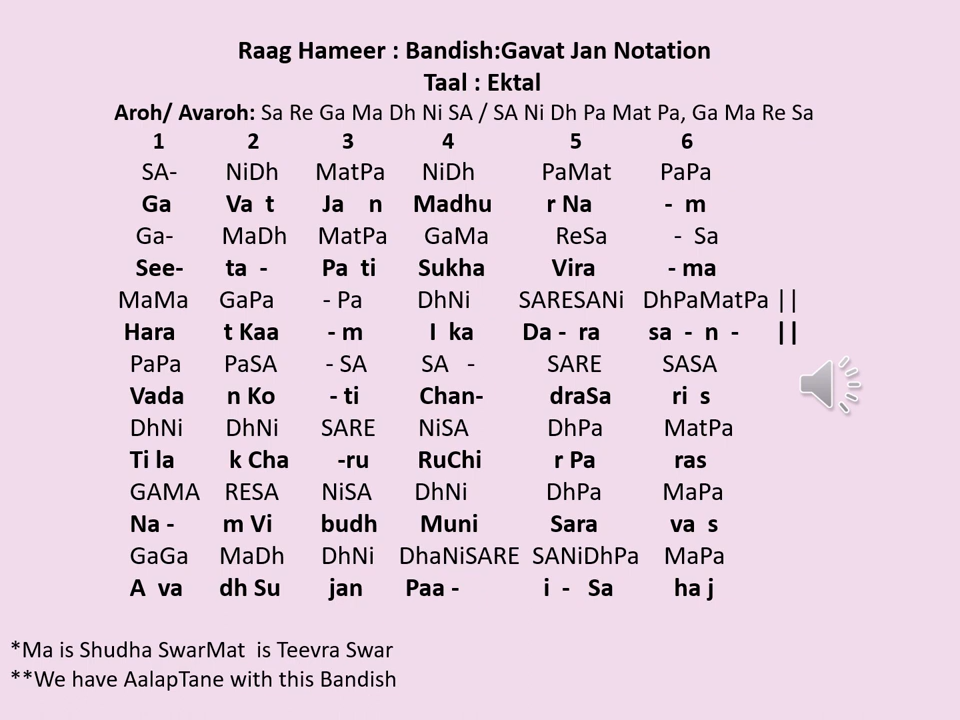 Raag Hameer : Bandish:Gavat Jan Notation
Taal : Ektal
Aroh/ Avaroh: Sa Re Ga Ma Dh Ni SA / SA Ni Dh Pa Mat Pa, Ga Ma Re Sa
1 2 3 4 5 6
SA- NiDh MatPa NiDh PaMat PaPa
Ga Va t Ja n Madhu r Na - m
Ga- MaDh MatPa GaMa ReSa - Sa
See- ta - Pa ti Sukha Vira - ma
MaMa GaPa - Pa DhNi SARESANi DhPaMatPa ||
Hara t Kaa - m I ka Da - ra sa - n - ||
PaPa PaSA - SA SA - SARE SASA
Vada n Ko - ti Chan- draSa ri s
DhNi DhNi SARE NiSA DhPa MatPa
Ti la k Cha -ru RuChi r Pa ras
GAMA RESA NiSA DhNi DhPa MaPa
Na - m Vi budh Muni Sara va s
GaGa MaDh DhNi DhaNiSARE SANiDhPa MaPa
A va dh Su jan Paa - i - Sa ha j
*Ma is Shudha SwarMat is Teevra Swar
**We have AalapTane with this Bandish